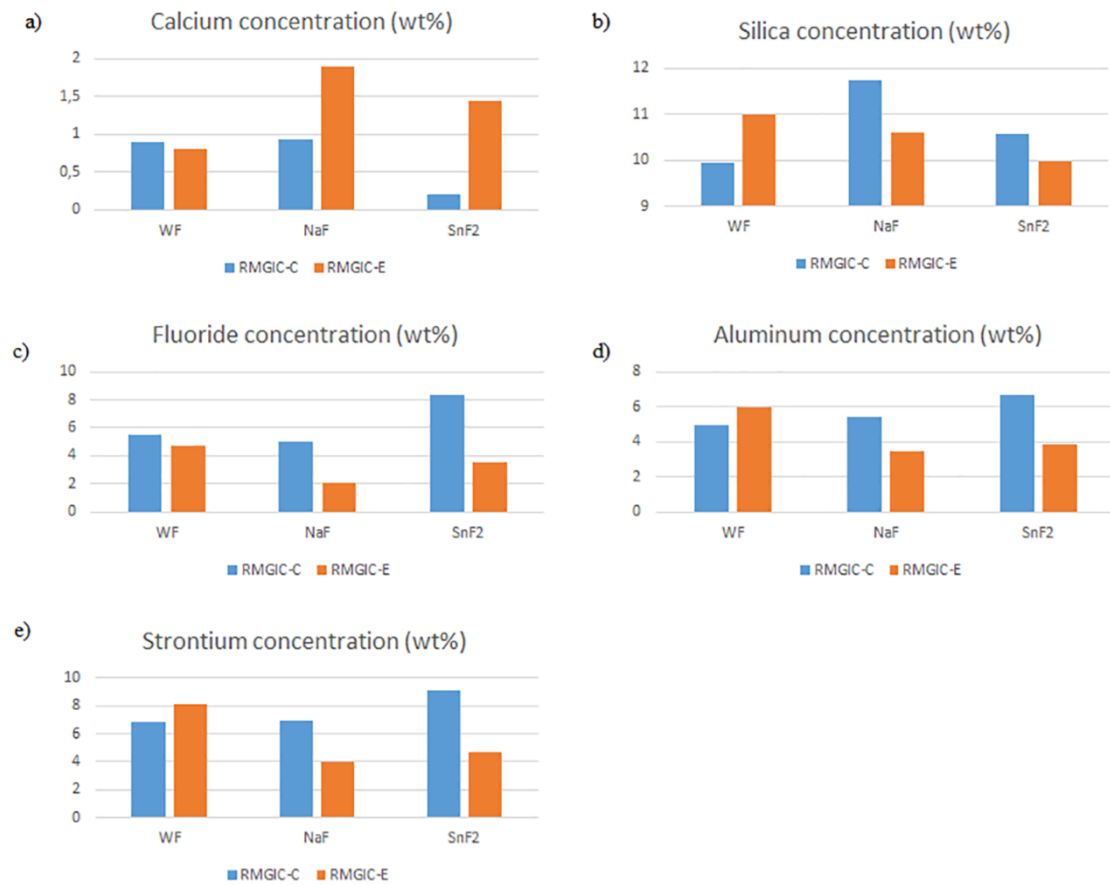 a)
Calcium concentration (wt%)
2
1,5
1
0,5
0
WF NaF SnF2
RMGIC-C RMGIC-E
b)
Silica concentration (wt%)
12
11
10
9
WF NaF SnF2
RMGIC-C RMGIC-E
c)
Fluoride concentration (wt%)
10
8
6
4
2
0
WF NaF SnF2
RMGIC-C RMGIC-E
d)
Aluminum concentration (wt%)
8
6
4
2
0
WF NaF SnF2
RMGIC-C RMGIC-E
e)
Strontium concentration (wt%)
10
8
6
4
2
0
WF NaF SnF2
RMGIC-C RMGIC-E